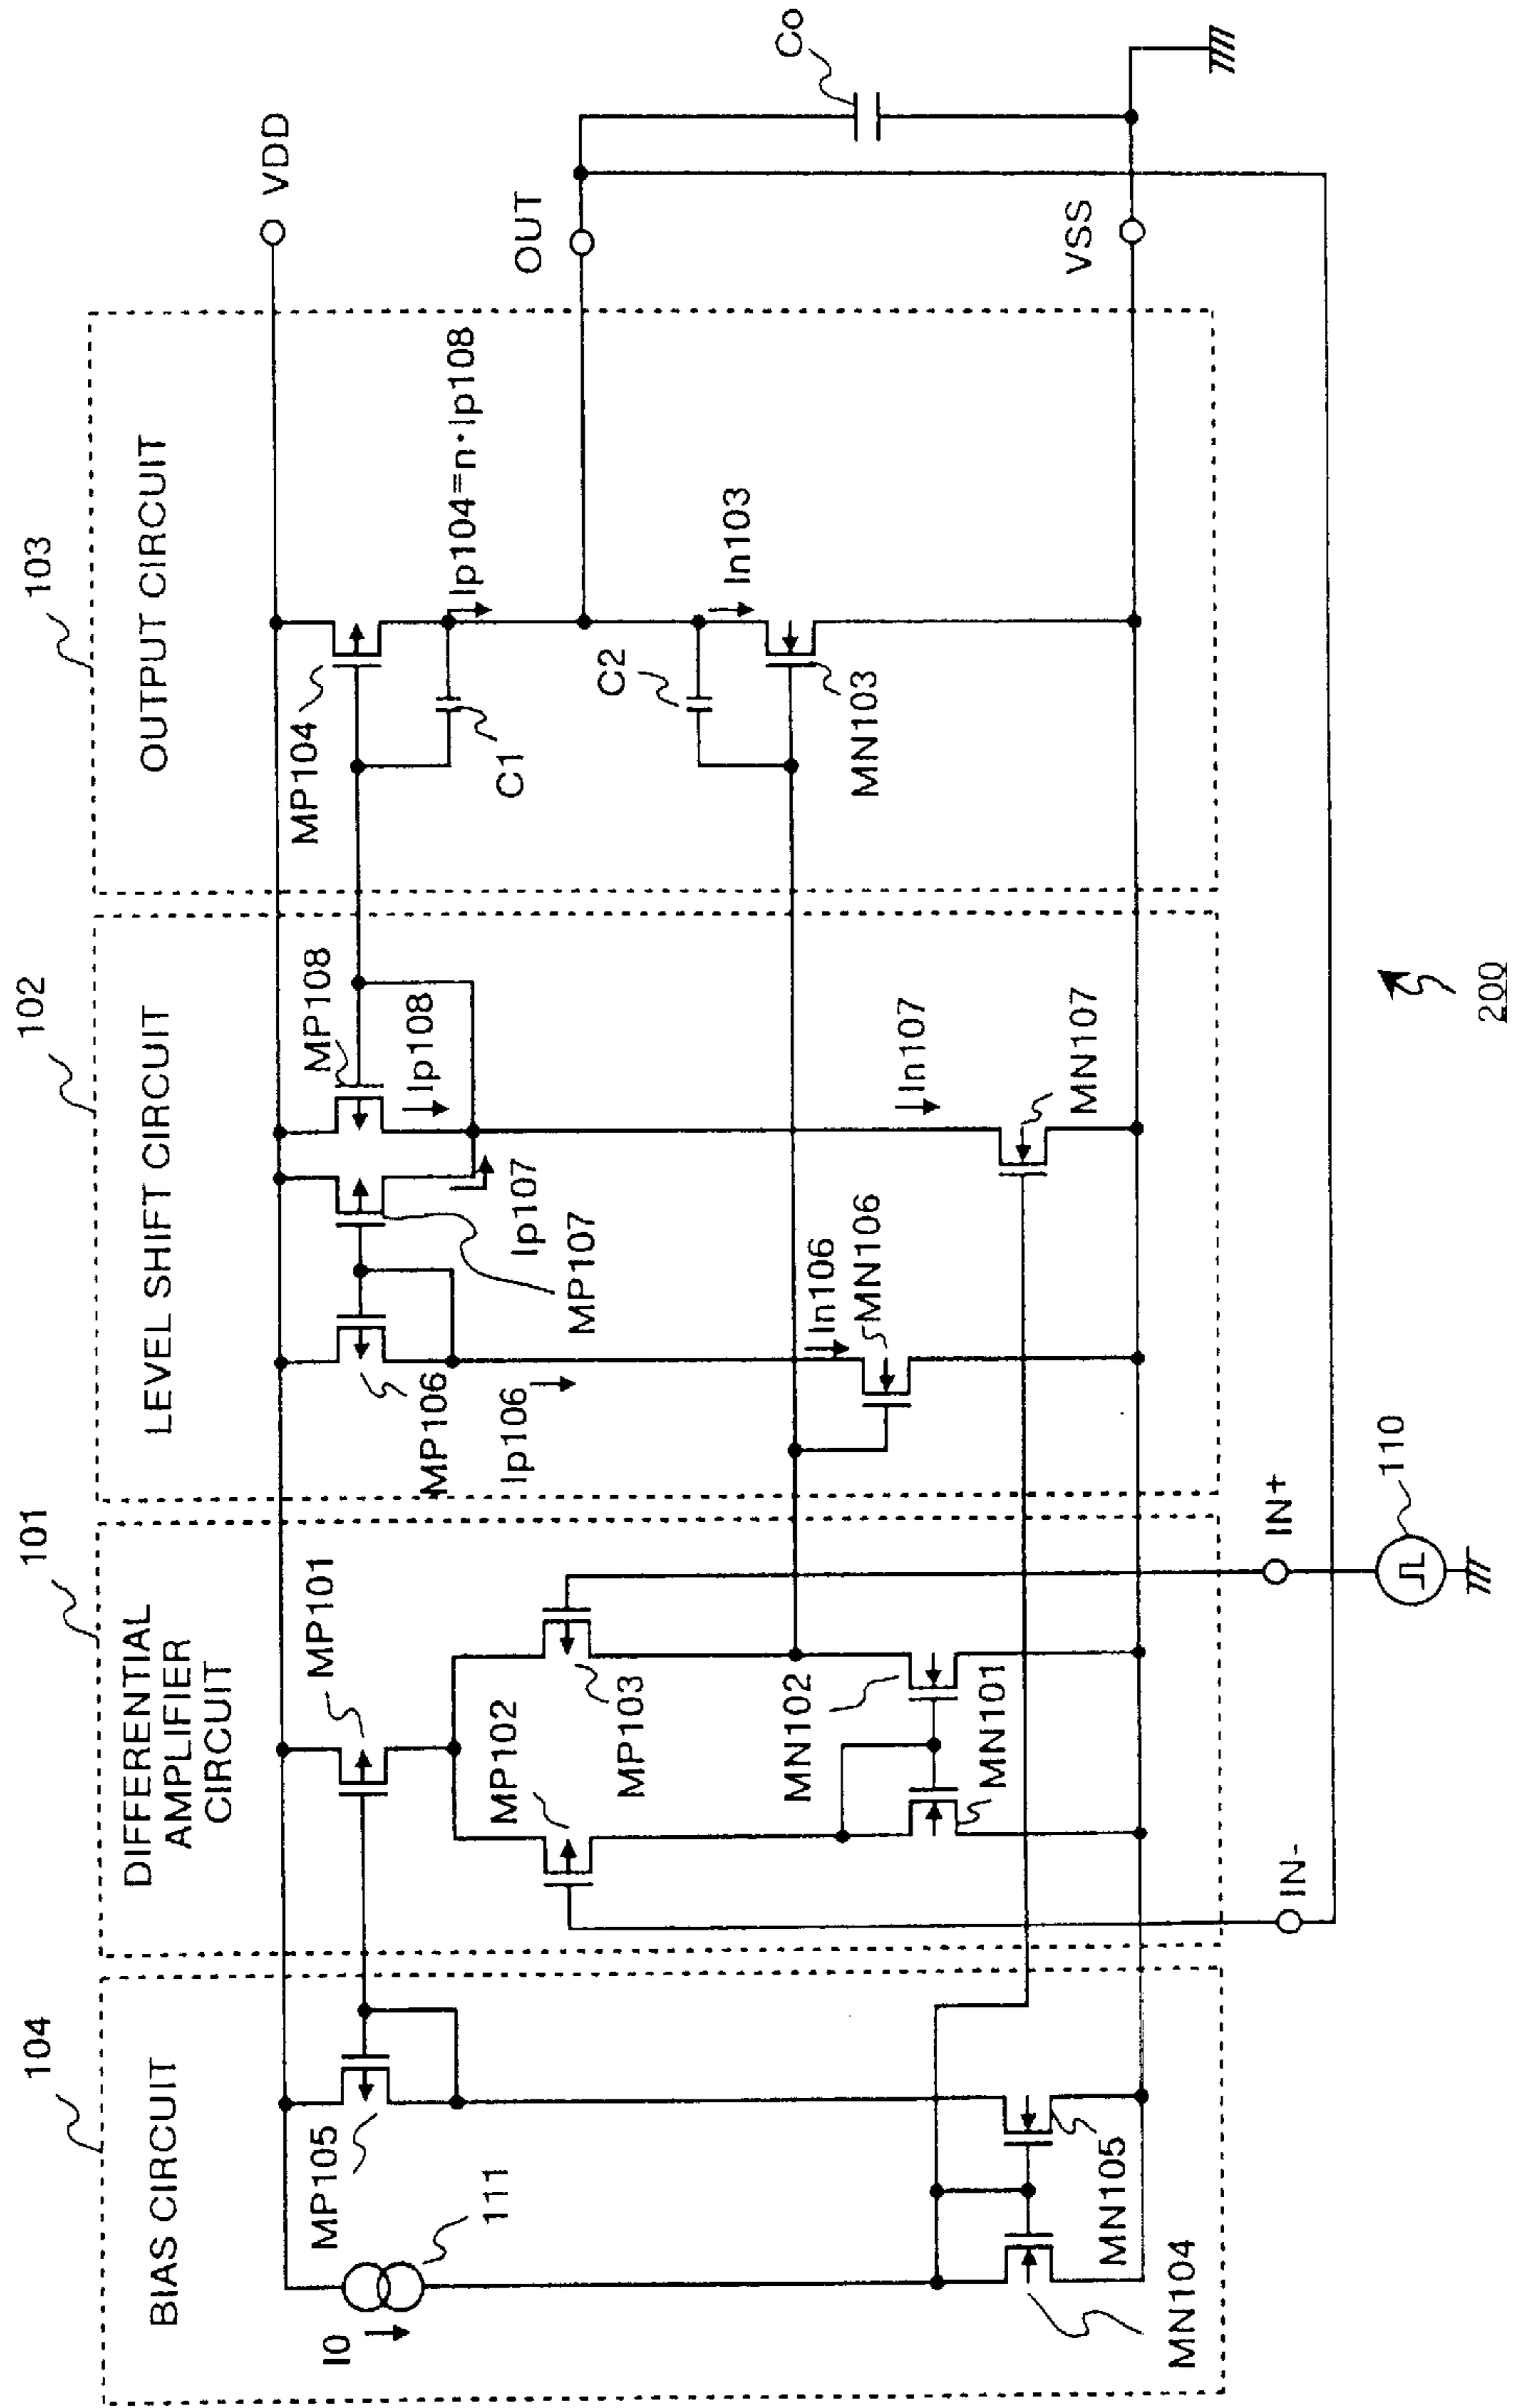 104
101
102
103
BIAS CIRCUIT
DIFFERENTIAL
AMPLIFIER
CIRCUIT
LEVEL SHIFT CIRCUIT
OUTPUT CIRCUIT
VDD
I0
111
MP105
MP101
MP106
MP107
MP108
MP104
Ip106
Ip107
Ip108
C1
Ip104=n·Ip108
MP102
MP103
OUT
Co
C2
In103
MN103
In106
MN106
In107
MN107
MN102
MN101
MN104
MN105
VSS
IN-
IN+
110
200